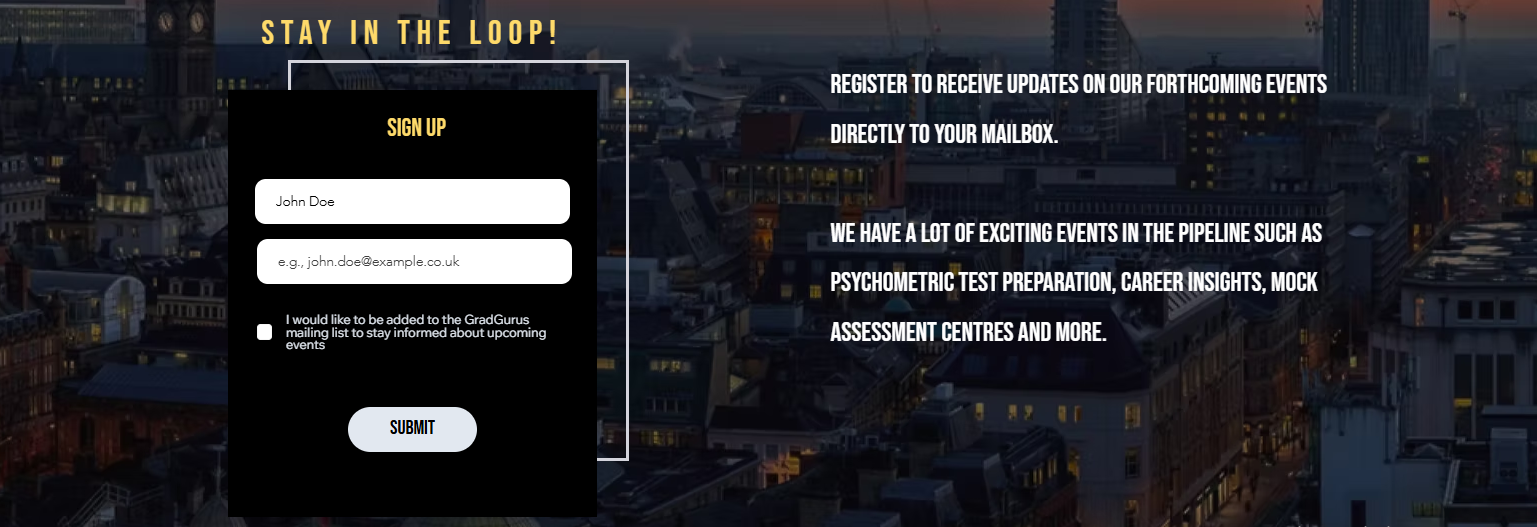 STAY IN THE LOOP!
SIGN UP
John Doe
e.g., john.doe@example.co.uk
I would like to be added to the GradGurus
mailing list to stay informed about upcoming
events
SUBMIT
REGISTER TO RECEIVE UPDATES ON OUR FORTHCOMING EVENTS
DIRECTLY TO YOUR MAILBOX.
WE HAVE A LOT OF EXCITING EVENTS IN THE PIPELINE SUCH AS
PSYCHOMETRIC TEST PREPARATION, CAREER INSIGHTS, MOCK
ASSESSMENT CENTRES AND MORE.